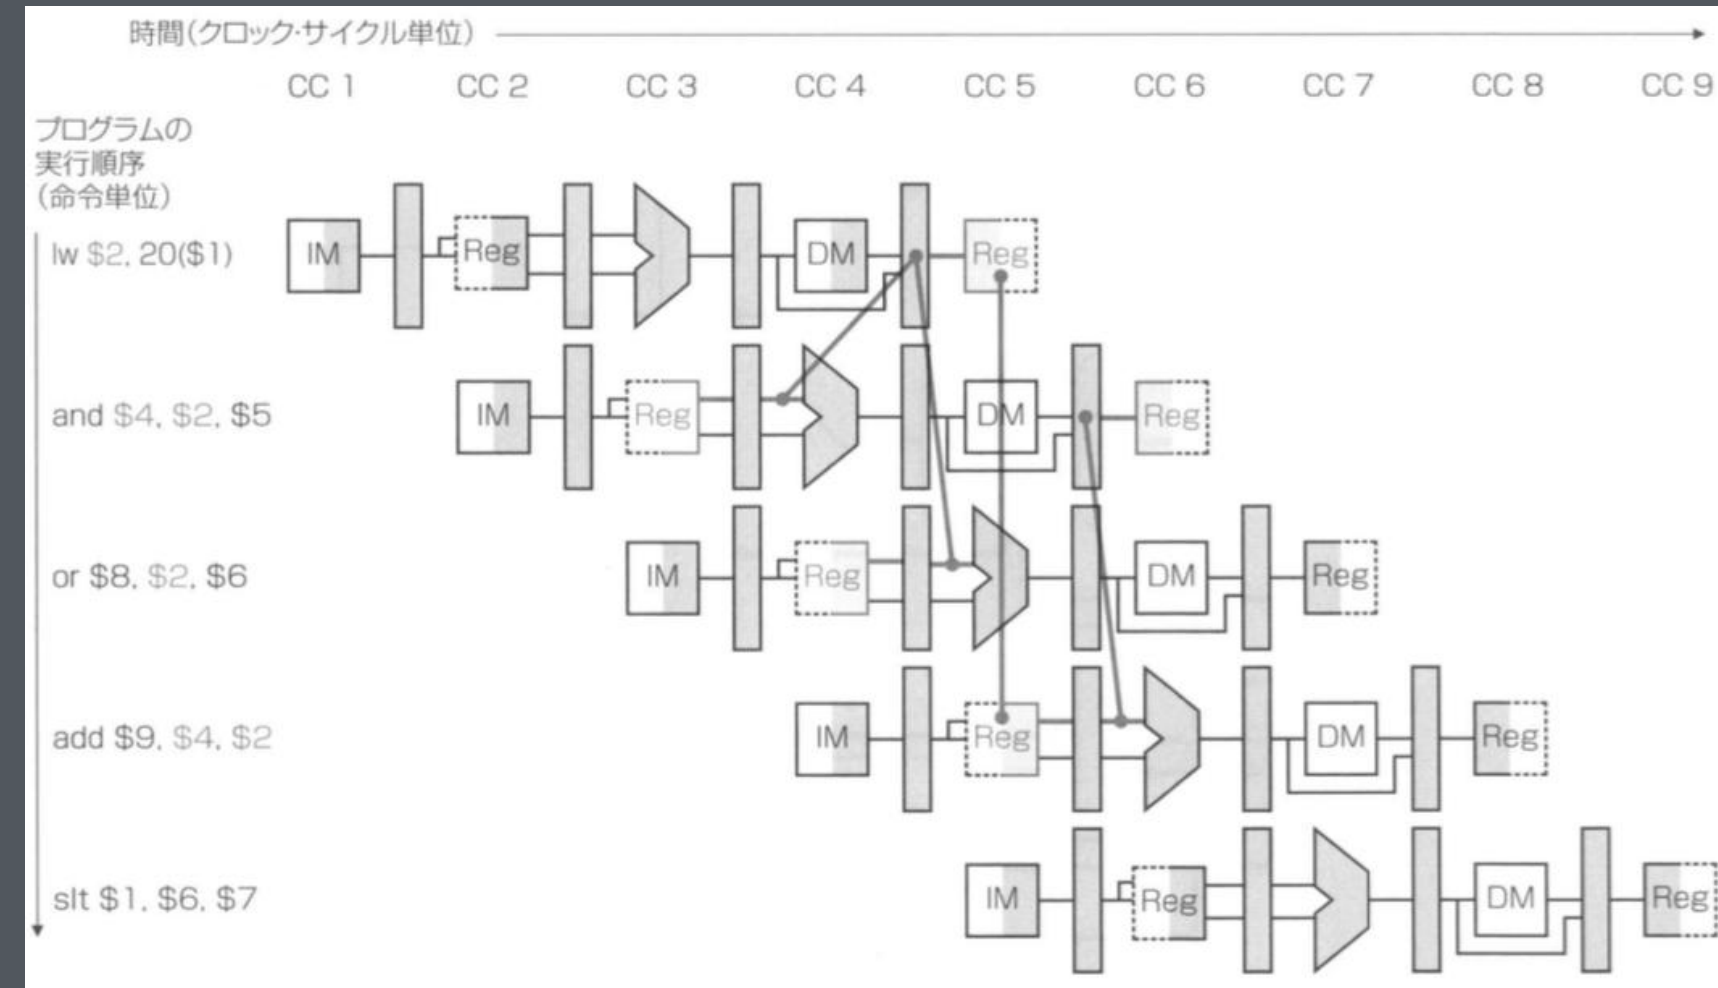 時間(クロック・サイクル単位)
CC 1 CC 2 CC 3 CC 4 CC 5 CC 6 CC 7 CC 8 CC 9
プログラムの
実行順序
(命令単位)
lw $2, 20($1) IM Reg DM Reg
and $4, $2, $5 IM Reg DM Reg
or $8, $2, $6 IM Reg DM Reg
add $9, $4, $2 IM Reg DM Reg
slt $1, $6, $7 IM Reg DM Reg